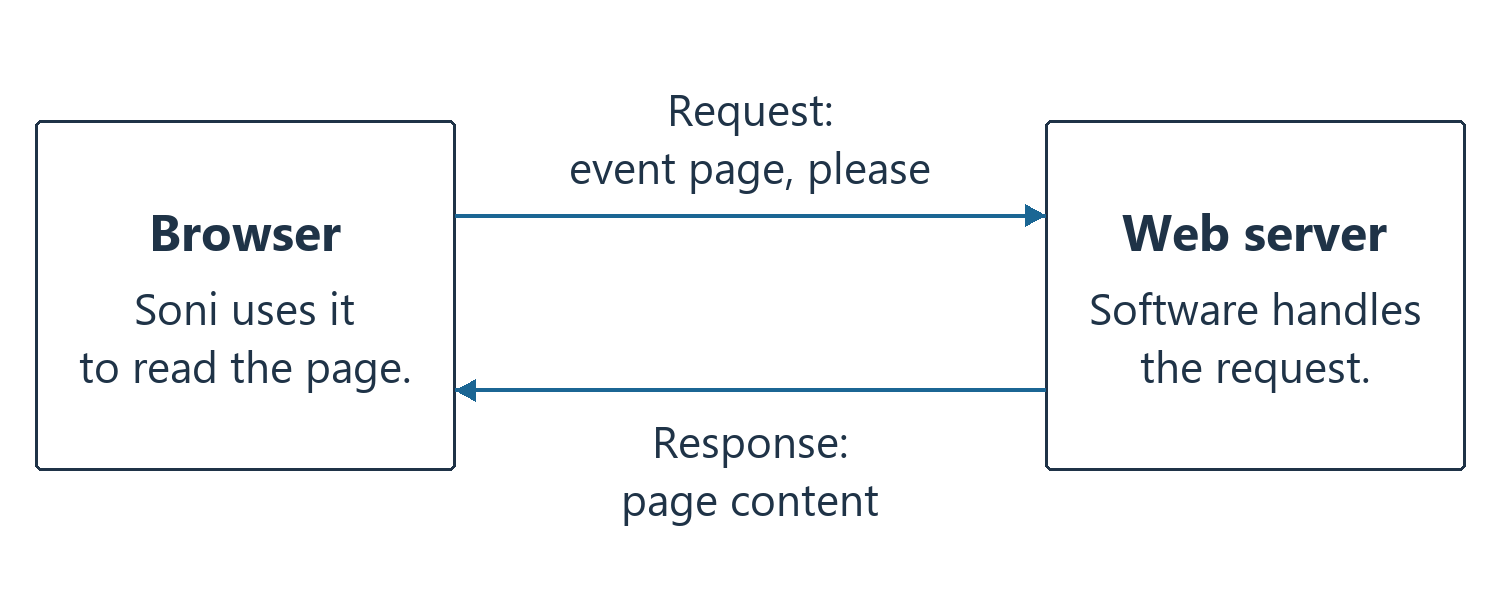 Request:
event page, please
Browser
Soni uses it
to read the page.
Web server
Software handles
the request.
Response:
page content